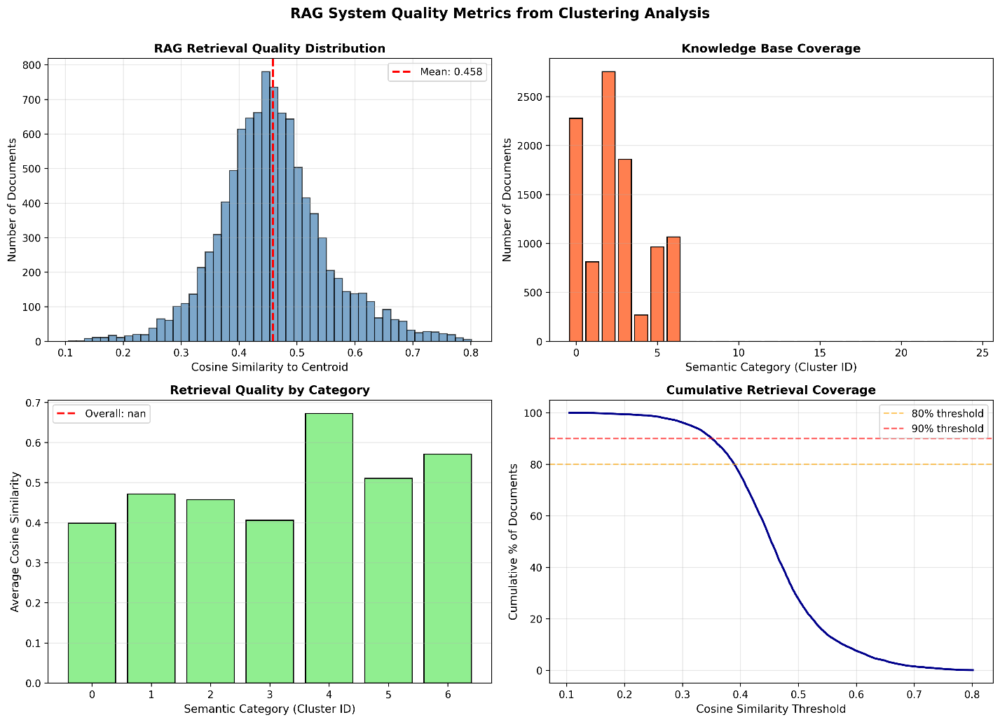 RAG System Quality Metrics from Clustering Analysis
RAG Retrieval Quality Distribution
Number of Documents
800
700
600
500
400
300
200
100
0
Mean: 0.458
0.1 0.2 0.3 0.4 0.5 0.6 0.7 0.8
Cosine Similarity to Centroid
Knowledge Base Coverage
Number of Documents
2500
2000
1500
1000
500
0
0 5 10 15 20 25
Semantic Category (Cluster ID)
Retrieval Quality by Category
Average Cosine Similarity
0.7
0.6
0.5
0.4
0.3
0.2
0.1
0.0
Overall: nan
0 1 2 3 4 5 6
Semantic Category (Cluster ID)
Cumulative Retrieval Coverage
Cumulative % of Documents
100
80
60
40
20
0
80% threshold
90% threshold
0.1 0.2 0.3 0.4 0.5 0.6 0.7 0.8
Cosine Similarity Threshold